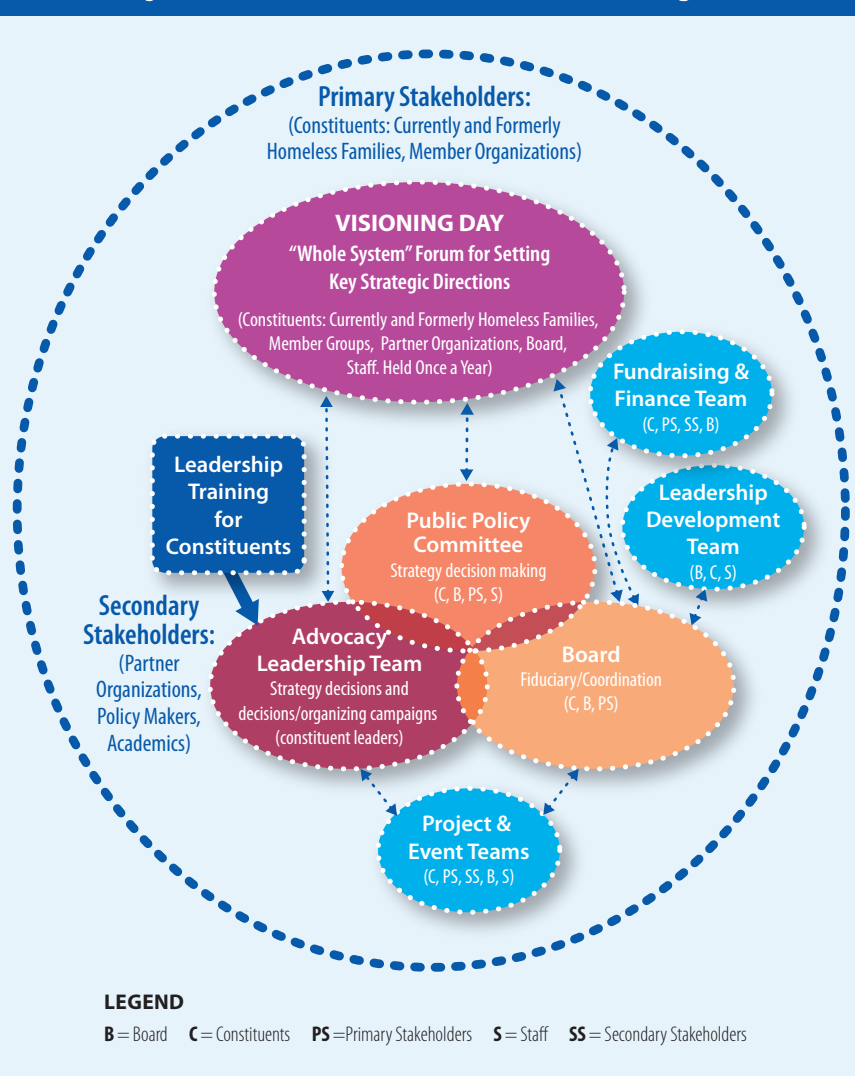 Primary Stakeholders:
(Constituents: Currently and Formerly
Homeless Families, Member Organizations)
VISIONING DAY
“Whole System” Forum for Setting
Key Strategic Directions
(Constituents: Currently and Formerly Homeless Families,
Member Groups, Partner Organizations, Board,
Staff. Held Once a Year)
Fundraising &
Finance Team
(C, PS, SS, B)
Leadership
Training
for
Constituents
Leadership
Development
Team
(B, C, S)
Public Policy
Committee
Strategy decision making
(C, B, PS, S)
Secondary
Stakeholders:
(Partner
Organizations,
Policy Makers,
Academics)
Advocacy
Leadership Team
Strategy decisions and
decisions/organizing campaigns
(constituent leaders)
Board
Fiduciary/Coordination
(C, B, PS)
Project &
Event Teams
(C, PS, SS, B, S)
LEGEND
B = Board C = Constituents PS =Primary Stakeholders S = Staff SS = Secondary Stakeholders